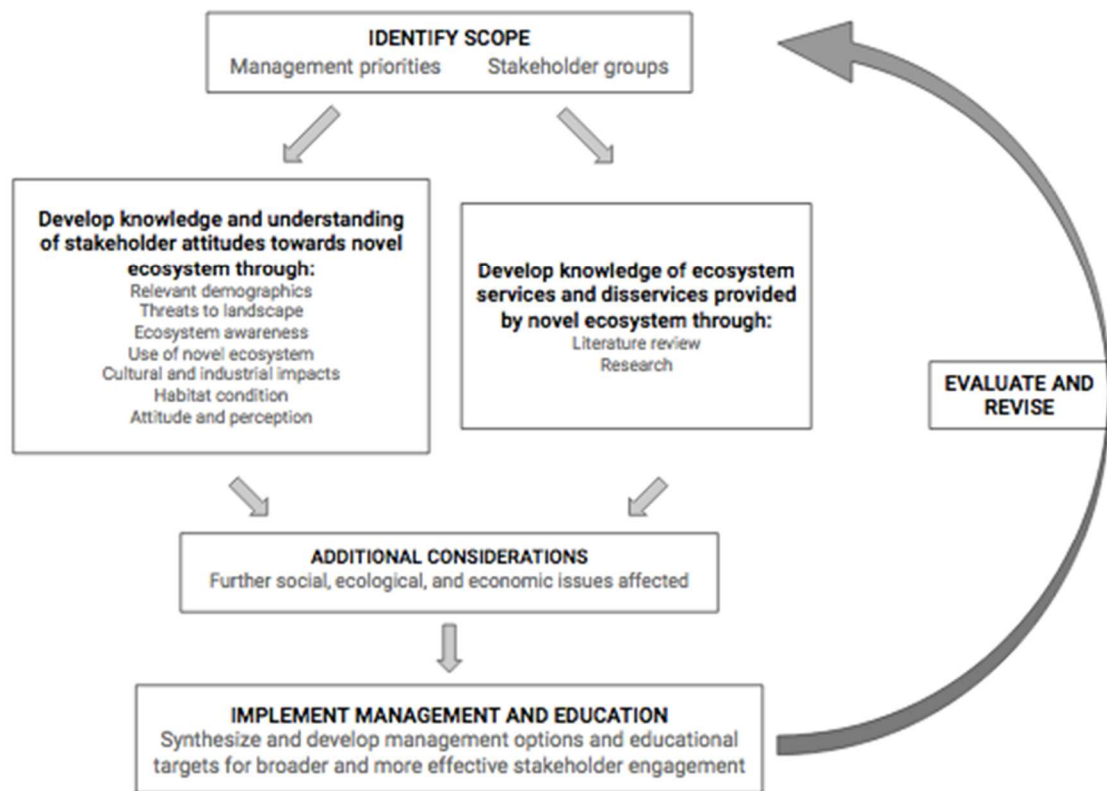 IDENTIFY SCOPE
Management priorities Stakeholder groups
Develop knowledge and understanding
of stakeholder attitudes towards novel
ecosystem through:
Relevant demographics
Threats to landscape
Ecosystem awareness
Use of novel ecosystem
Cultural and industrial impacts
Habitat condition
Attitude and perception
Develop knowledge of ecosystem
services and disservices provided
by novel ecosystem through:
Literature review
Research
ADDITIONAL CONSIDERATIONS
Further social, ecological, and economic issues affected
IMPLEMENT MANAGEMENT AND EDUCATION
Synthesize and develop management options and educational
targets for broader and more effective stakeholder engagement
EVALUATE AND
REVISE